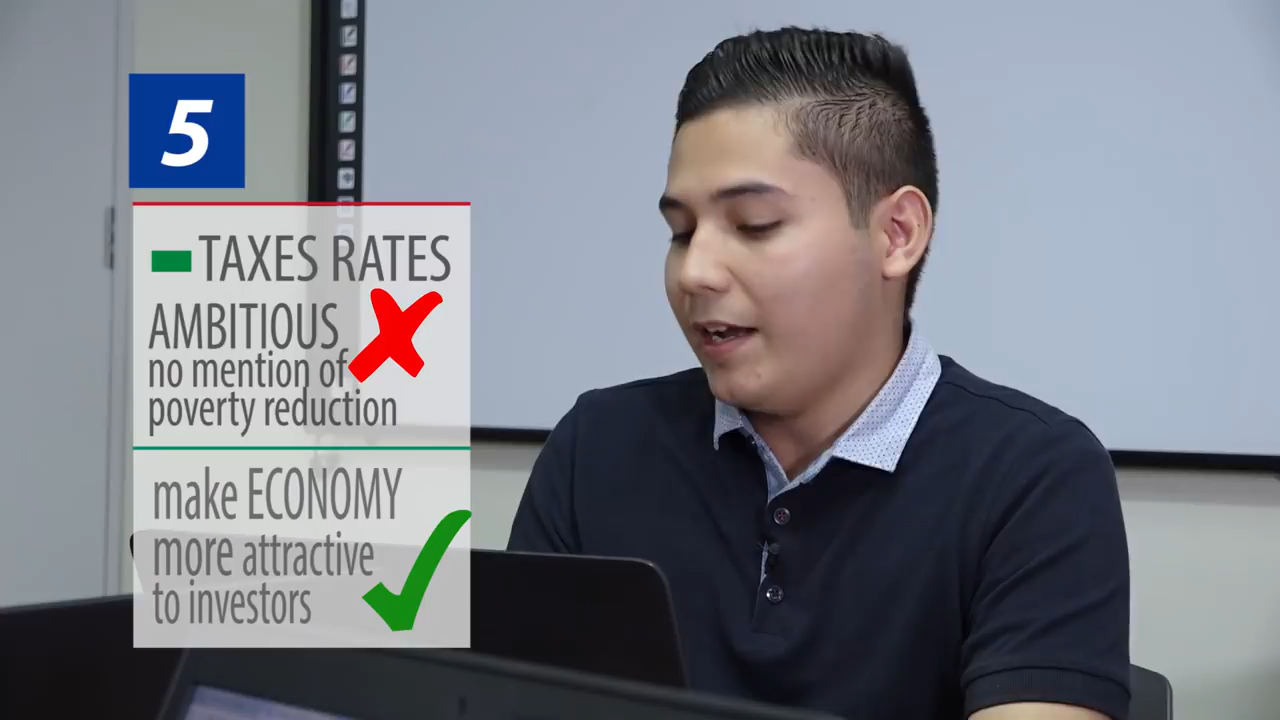 5
TAXES RATES
AMBITIOUS
no mention of
poverty reduction
make ECONOMY
more attractive
to investors